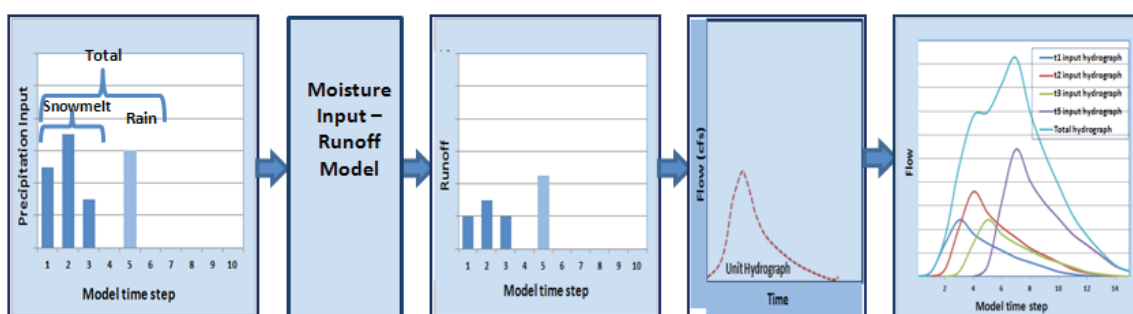 Total
Snowmelt
Rain
Precipitation Input
1 2 3 4 5 6 7 8 9 10
Model time step
Moisture
Input –
Runoff
Model
Runoff
1 2 3 4 5 6 7 8 9 10
Model time step
Flow (cfs)
Unit Hydrograph
Time
t1 input hydrograph
t2 input hydrograph
t3 input hydrograph
t5 input hydrograph
Total hydrograph
Flow
2 4 6 8 10 12 14
Model time step